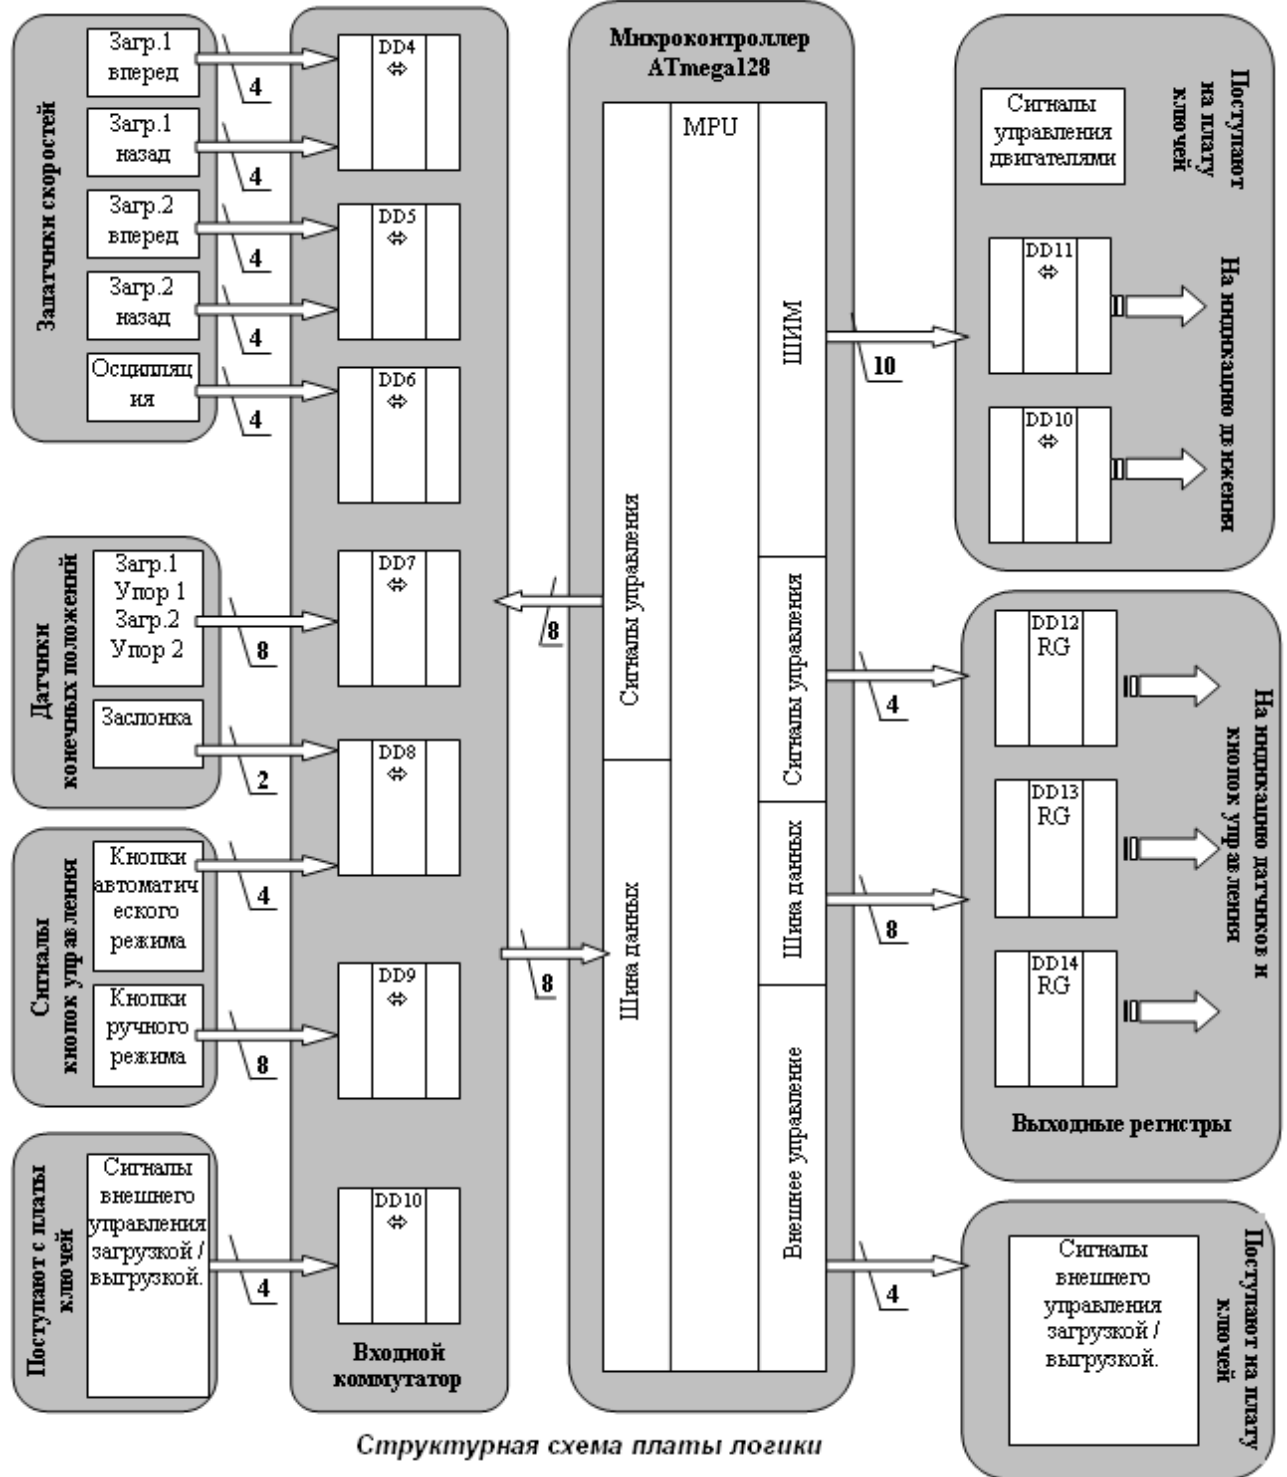 Запатчики скоростей
Загр.1
вперед
4
Загр.1
назад
4
Загр.2
вперед
4
Загр.2
назад
4
Осцилляц
ия
4
Датчики
конечных положений
Загр.1
Упор 1
Загр.2
Упор 2
8
Заслонка
2
Сигналы
кнопок управления
Кнопки
автоматич
еского
режима
4
Кнопки
ручного
режима
8
Поступают с платы
ключей
Сигналы
внешнего
управления
загрузкой /
выгрузкой.
4
DD4
⇔
DD5
⇔
DD6
⇔
DD7
⇔
DD8
⇔
DD9
⇔
DD10
⇔
Входной
коммутатор
8
8
Микроконтроллер
ATmega128
MPU
Сигналы управления
Шина данных
ШИМ
Сигналы управления
Шина данных
Внешнее управление
10
4
8
4
Сигналы
управления
двигателями
Поступают
на плату
ключей
DD11
⇔
DD10
⇔
На индикацию движения
DD12
RG
DD13
RG
DD14
RG
На индикацию датчиков и
кнопок управления
Выходные регистры
Сигналы
внешнего
управления
загрузкой /
выгрузкой.
Поступают на плату
ключей
Структурная схема платы логики